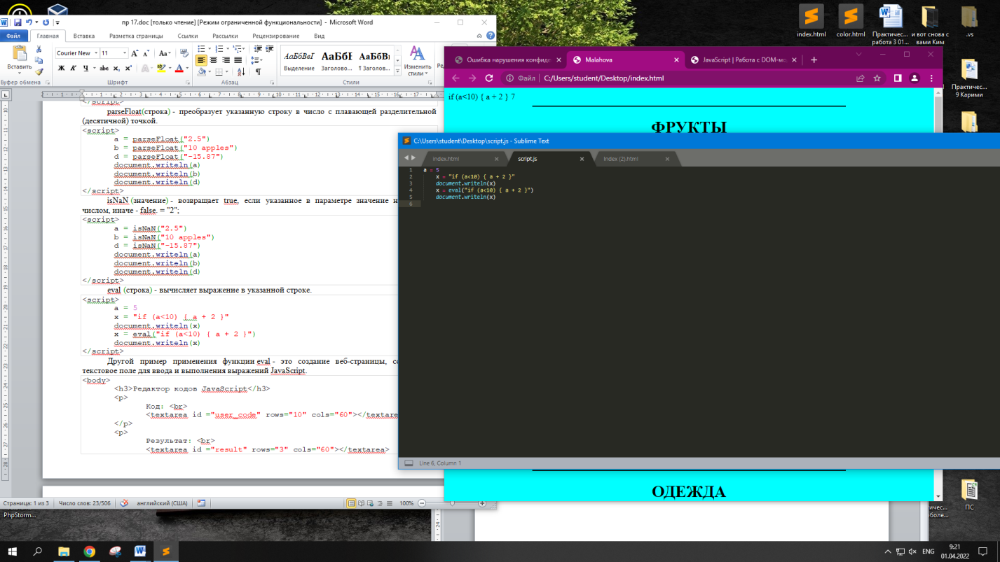 пр 17.doc [только чтение] [Режим ограниченной функциональности] - Microsoft Word
Файл Главная Вставка Разметка страницы Ссылки Рассылки Рецензирование Вид
Вставить
Courier New 11
Ж К Ч abc x₂ x²
АаБбВвГ АаБбІ АаБбВı
Выделение Заголово... ¶ Заголово...
Изменить стили
Буфер обмена Шрифт Абзац Стили
</script>
parseFloat(строка) - преобразует указанную строку в число с плавающей разделительной
(десятичной) точкой.
<script>
a = parseFloat("2.5")
b = parseFloat("10 apples")
d = parseFloat("-15.87")
document.writeln(a)
document.writeln(b)
document.writeln(d)
</script>
isNaN (значение) - возвращает true, если указанное в параметре значение н
числом, иначе - false. = "2";
<script>
a = isNaN("2.5")
b = isNaN("10 apples")
d = isNaN("-15.87")
document.writeln(a)
document.writeln(b)
document.writeln(d)
</script>
eval (строка) - вычисляет выражение в указанной строке.
<script>
a = 5
x = "if (a<10) { a + 2 }"
document.writeln(x)
x = eval("if (a<10) { a + 2 }")
document.writeln(x)
</script>
Другой пример применения функции eval - это создание веб-страницы, со
текстовое поле для ввода и выполнения выражений JavaScript.
<body>
<h3>Редактор кодов JavaScript</h3>
<p>
Код: <br>
<textarea id ="user_code" rows="10" cols="60"></textare
</p>
<p>
Результат: <br>
<textarea id ="result" rows="3" cols="60"></textarea>
Страница: 1 из 3 Число слов: 23/506 английский (США) 100%
PhpStorm...
index.html
color.html
Практичес...
работа 3 01...
и вот снова с
вами Ким
.vs
Практичес...
9 Карими
ПС
Ошибка нарушения конфиде
Malahova
JavaScript | Работа с DOM-мо
Файл C:/Users/student/Desktop/index.html
if (a<10) { a + 2 } 7
ФРУКТЫ
C:\Users\student\Desktop\script.js - Sublime Text
index.html script.js Index (2).html
1 a = 5
2 x = "if (a<10) { a + 2 }"
3 document.writeln(x)
4 x = eval("if (a<10) { a + 2 }")
5 document.writeln(x)
6
Line 6, Column 1
ОДЕЖДА
ENG
9:21
01.04.2022